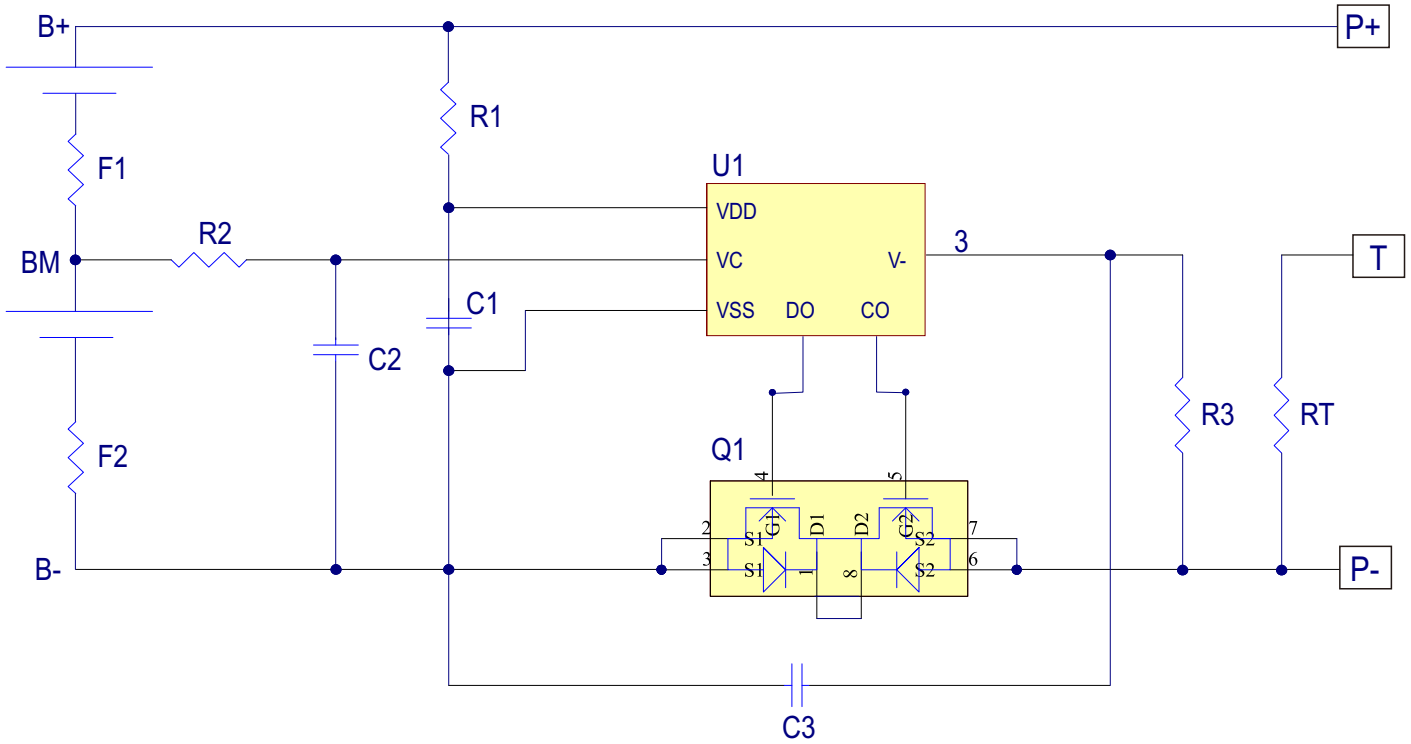 B+
P+
R1
F1
U1
VDD
R2
3
BM
VC
V-
T
C1
VSS
DO
CO
C2
R3
RT
F2
Q1
4
5
G1
D1
D2
G2
2
S1
S2
7
3
S1
1
8
S2
6
B-
P-
C3